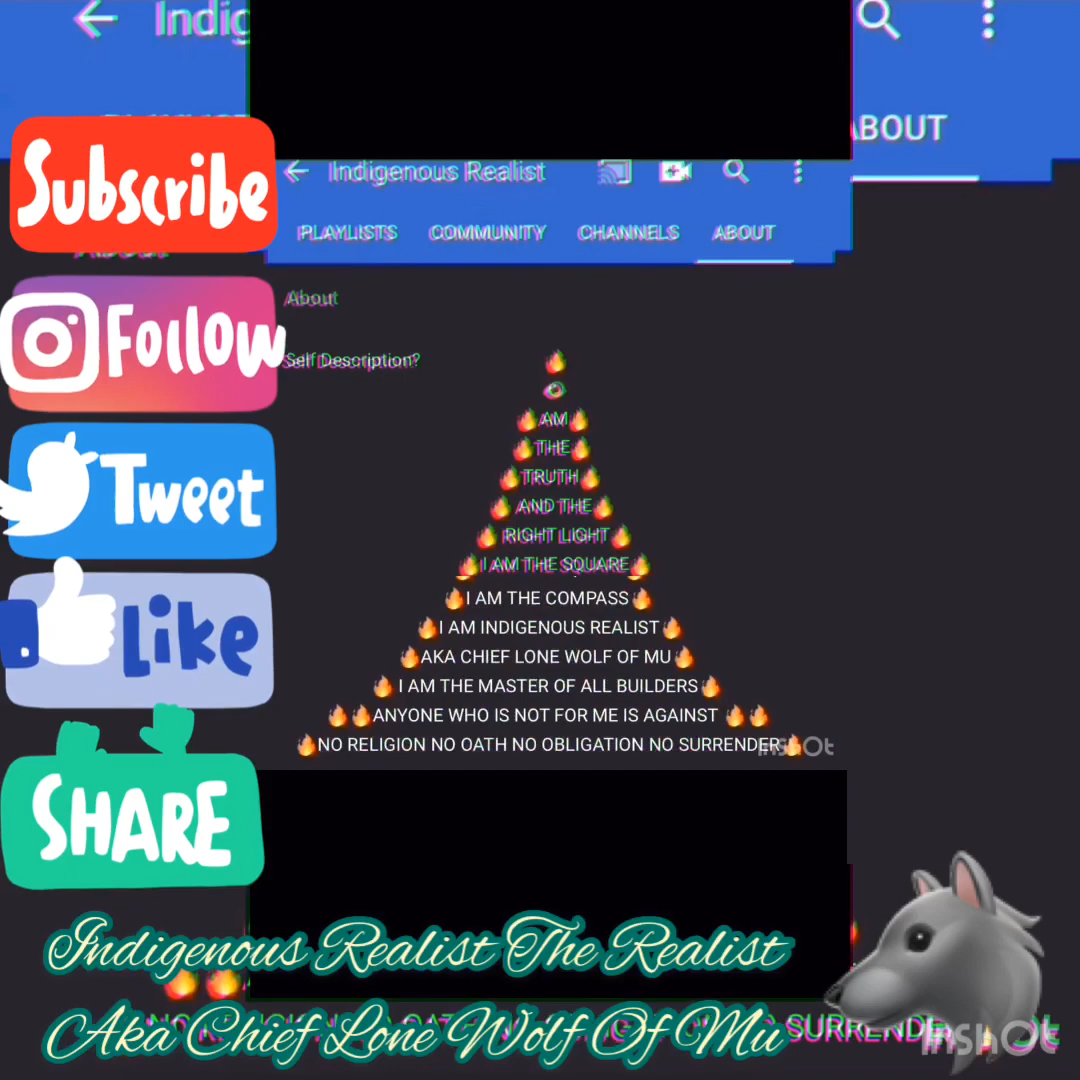 Indig
ABOUT
Subscribe
Indigenous Realist
PLAYLISTS COMMUNITY CHANNELS ABOUT
About
Follow
Self Description?
🔥
👁
🔥AM🔥
🔥THE🔥
🔥TRUTH🔥
🔥AND THE🔥
🔥RIGHT LIGHT🔥
🔥I AM THE SQUARE🔥
🔥I AM THE COMPASS🔥
🔥I AM INDIGENOUS REALIST🔥
🔥AKA CHIEF LONE WOLF OF MU🔥
🔥I AM THE MASTER OF ALL BUILDERS🔥
🔥🔥ANYONE WHO IS NOT FOR ME IS AGAINST🔥🔥
🔥NO RELIGION NO OATH NO OBLIGATION NO SURRENDER🔥
InshOt
Tweet
Like
SHARE
Indigenous Realist The Realist
Aka Chief Lone Wolf Of Mu
SURRENDE
InshOt